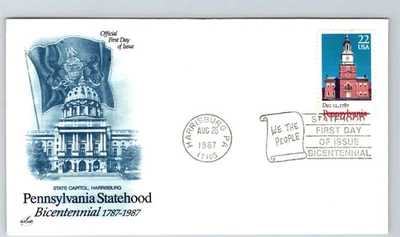 Official
First Day
of Issue
STATE CAPITOL, HARRISBURG
Pennsylvania Statehood
Bicentennial 1787-1987
ArtCraft
HARRISBURG PA
AUG 26
1987
17105
WE THE
PEOPLE
22
USA
Dec 12, 1787
Pennsylvania
STATEHOOD
FIRST DAY
OF ISSUE
BICENTENNIAL